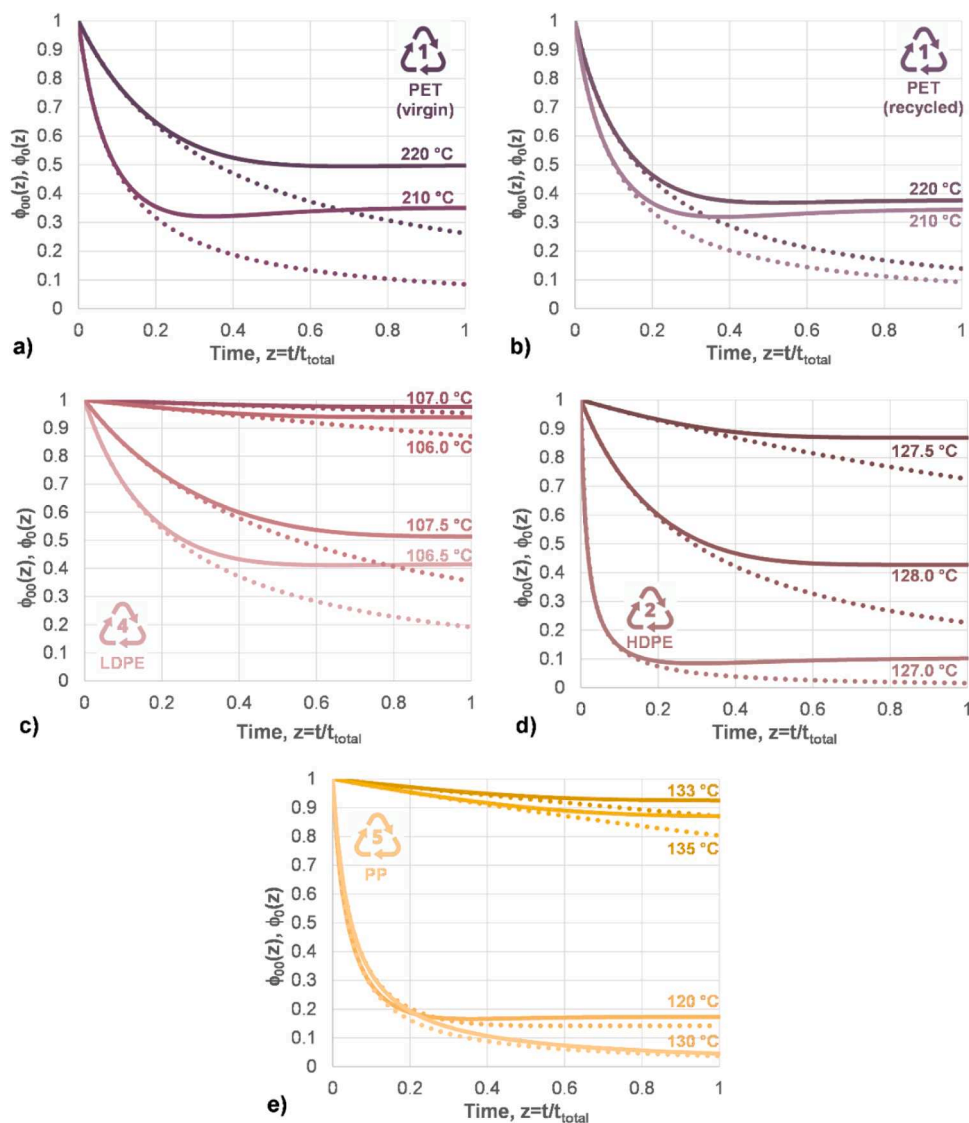 1
0.9
0.8
0.7
0.6
0.5
0.4
0.3
0.2
0.1
0
ϕ₀₀(z), ϕ₀(z)
1
PET
(virgin)
220 °C
210 °C
0 0.2 0.4 0.6 0.8 1
Time, z=t/t_total
a)
1
0.9
0.8
0.7
0.6
0.5
0.4
0.3
0.2
0.1
0
ϕ₀₀(z), ϕ₀(z)
1
PET
(recycled)
220 °C
210 °C
0 0.2 0.4 0.6 0.8 1
Time, z=t/t_total
b)
1
0.9
0.8
0.7
0.6
0.5
0.4
0.3
0.2
0.1
0
ϕ₀₀(z), ϕ₀(z)
107.0 °C
106.0 °C
107.5 °C
106.5 °C
4
LDPE
0 0.2 0.4 0.6 0.8 1
Time, z=t/t_total
c)
1
0.9
0.8
0.7
0.6
0.5
0.4
0.3
0.2
0.1
0
ϕ₀₀(z), ϕ₀(z)
127.5 °C
128.0 °C
2
HDPE
127.0 °C
0 0.2 0.4 0.6 0.8 1
Time, z=t/t_total
d)
1
0.9
0.8
0.7
0.6
0.5
0.4
0.3
0.2
0.1
0
ϕ₀₀(z), ϕ₀(z)
133 °C
135 °C
5
PP
120 °C
130 °C
0 0.2 0.4 0.6 0.8 1
Time, z=t/t_total
e)